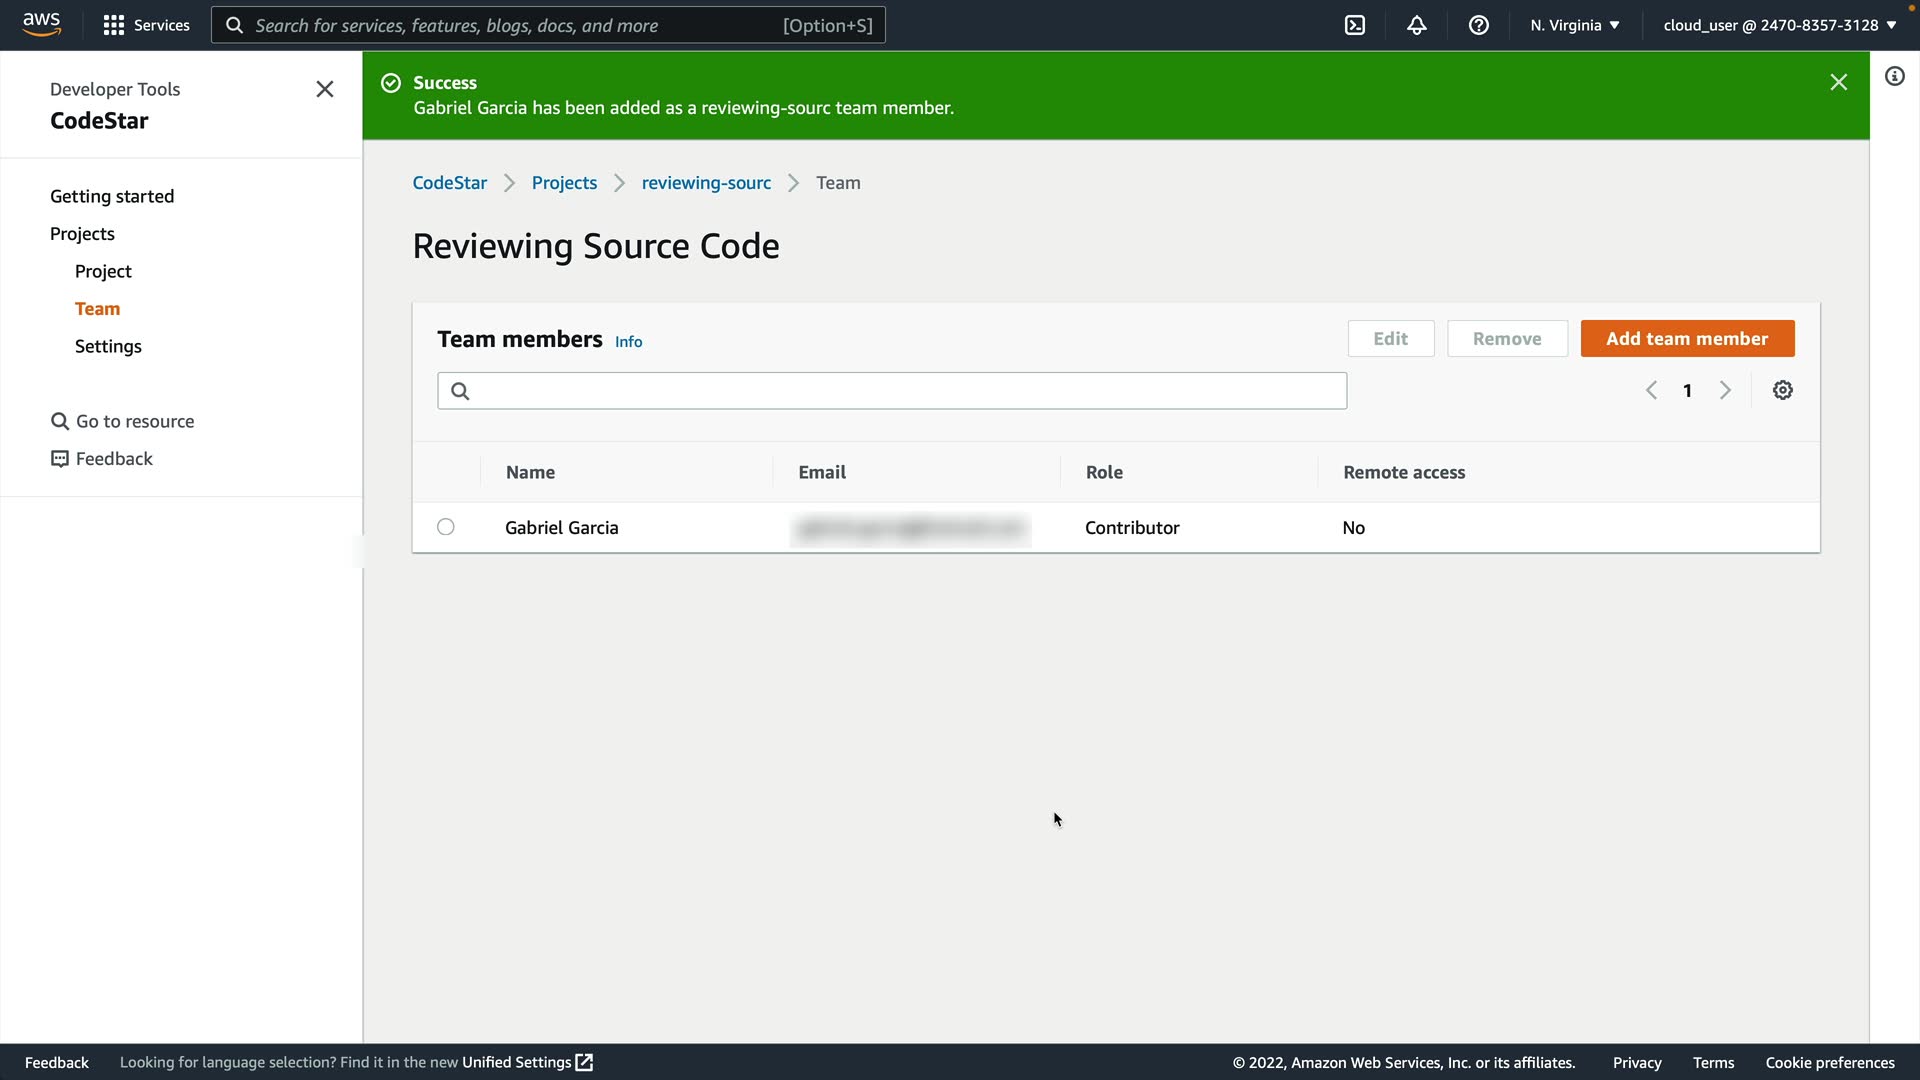 aws
Services
Search for services, features, blogs, docs, and more [Option+S]
N. Virginia
cloud_user @ 2470-8357-3128
Developer Tools
CodeStar
Getting started
Projects
Project
Team
Settings
Go to resource
Feedback
Success
Gabriel Garcia has been added as a reviewing-sourc team member.
CodeStar Projects reviewing-sourc Team
Reviewing Source Code
Team members Info
Edit Remove Add team member
1
Name Email Role Remote access
Gabriel Garcia Contributor No
Feedback Looking for language selection? Find it in the new Unified Settings © 2022, Amazon Web Services, Inc. or its affiliates. Privacy Terms Cookie preferences